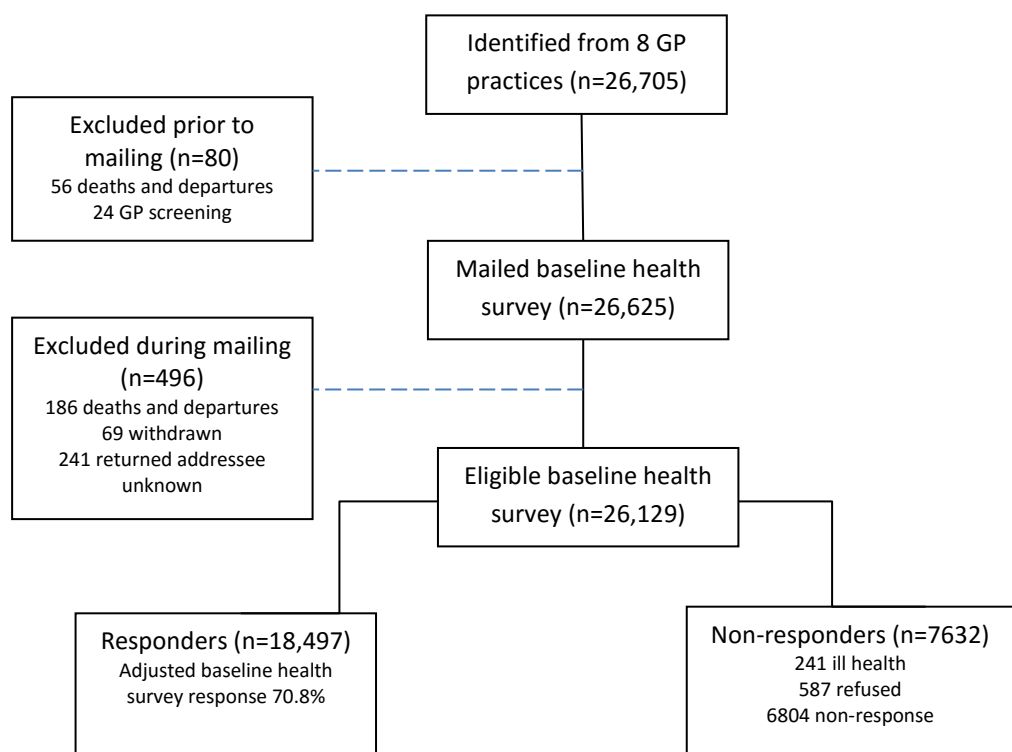 Identified from 8 GP
practices (n=26,705)
Excluded prior to
mailing (n=80)
56 deaths and departures
24 GP screening
Mailed baseline health
survey (n=26,625)
Excluded during mailing
(n=496)
186 deaths and departures
69 withdrawn
241 returned addressee
unknown
Eligible baseline health
survey (n=26,129)
Responders (n=18,497)
Adjusted baseline health
survey response 70.8%
Non-responders (n=7632)
241 ill health
587 refused
6804 non-response